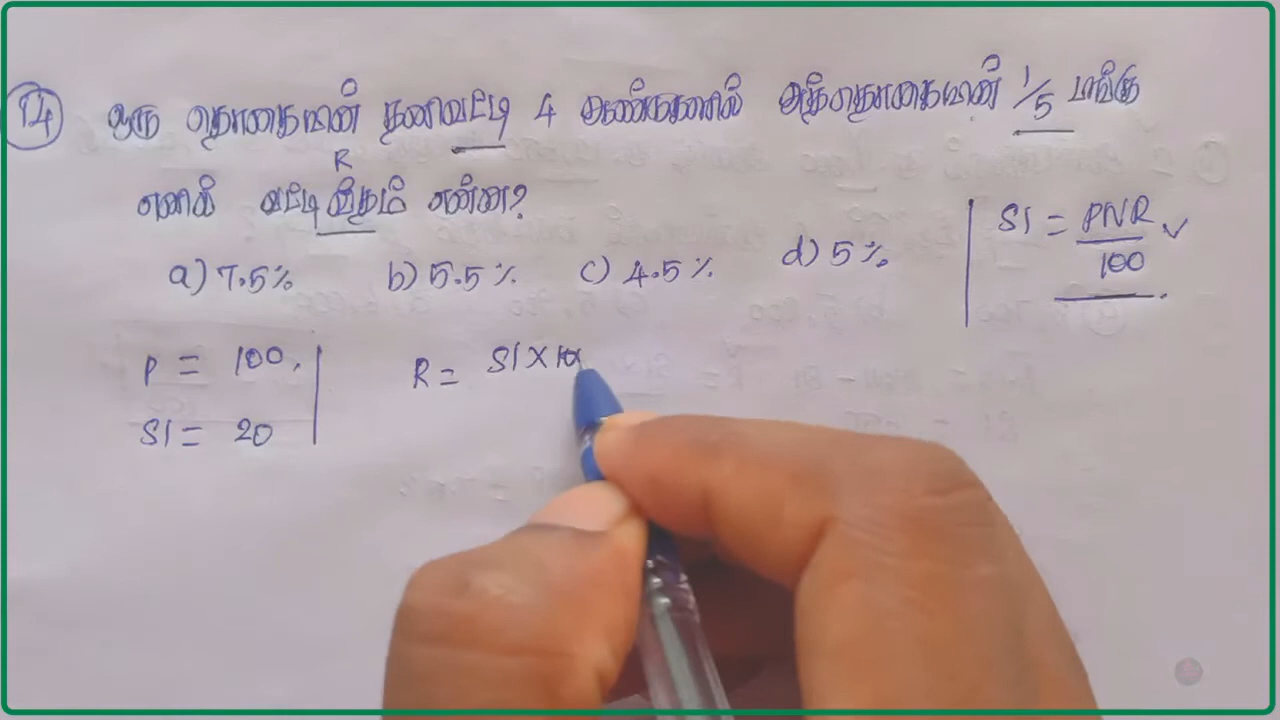 14 ஒரு தொகையின் தனிவட்டி 4 ஆண்டுகளில் அத்தொகையின் 1/5 பங்கு
R
எனில் வட்டி வீதம் என்ன?
a) 7.5% b) 5.5% c) 4.5% d) 5%
SI = PNR
100
P = 100,
SI = 20
R = SI × 10